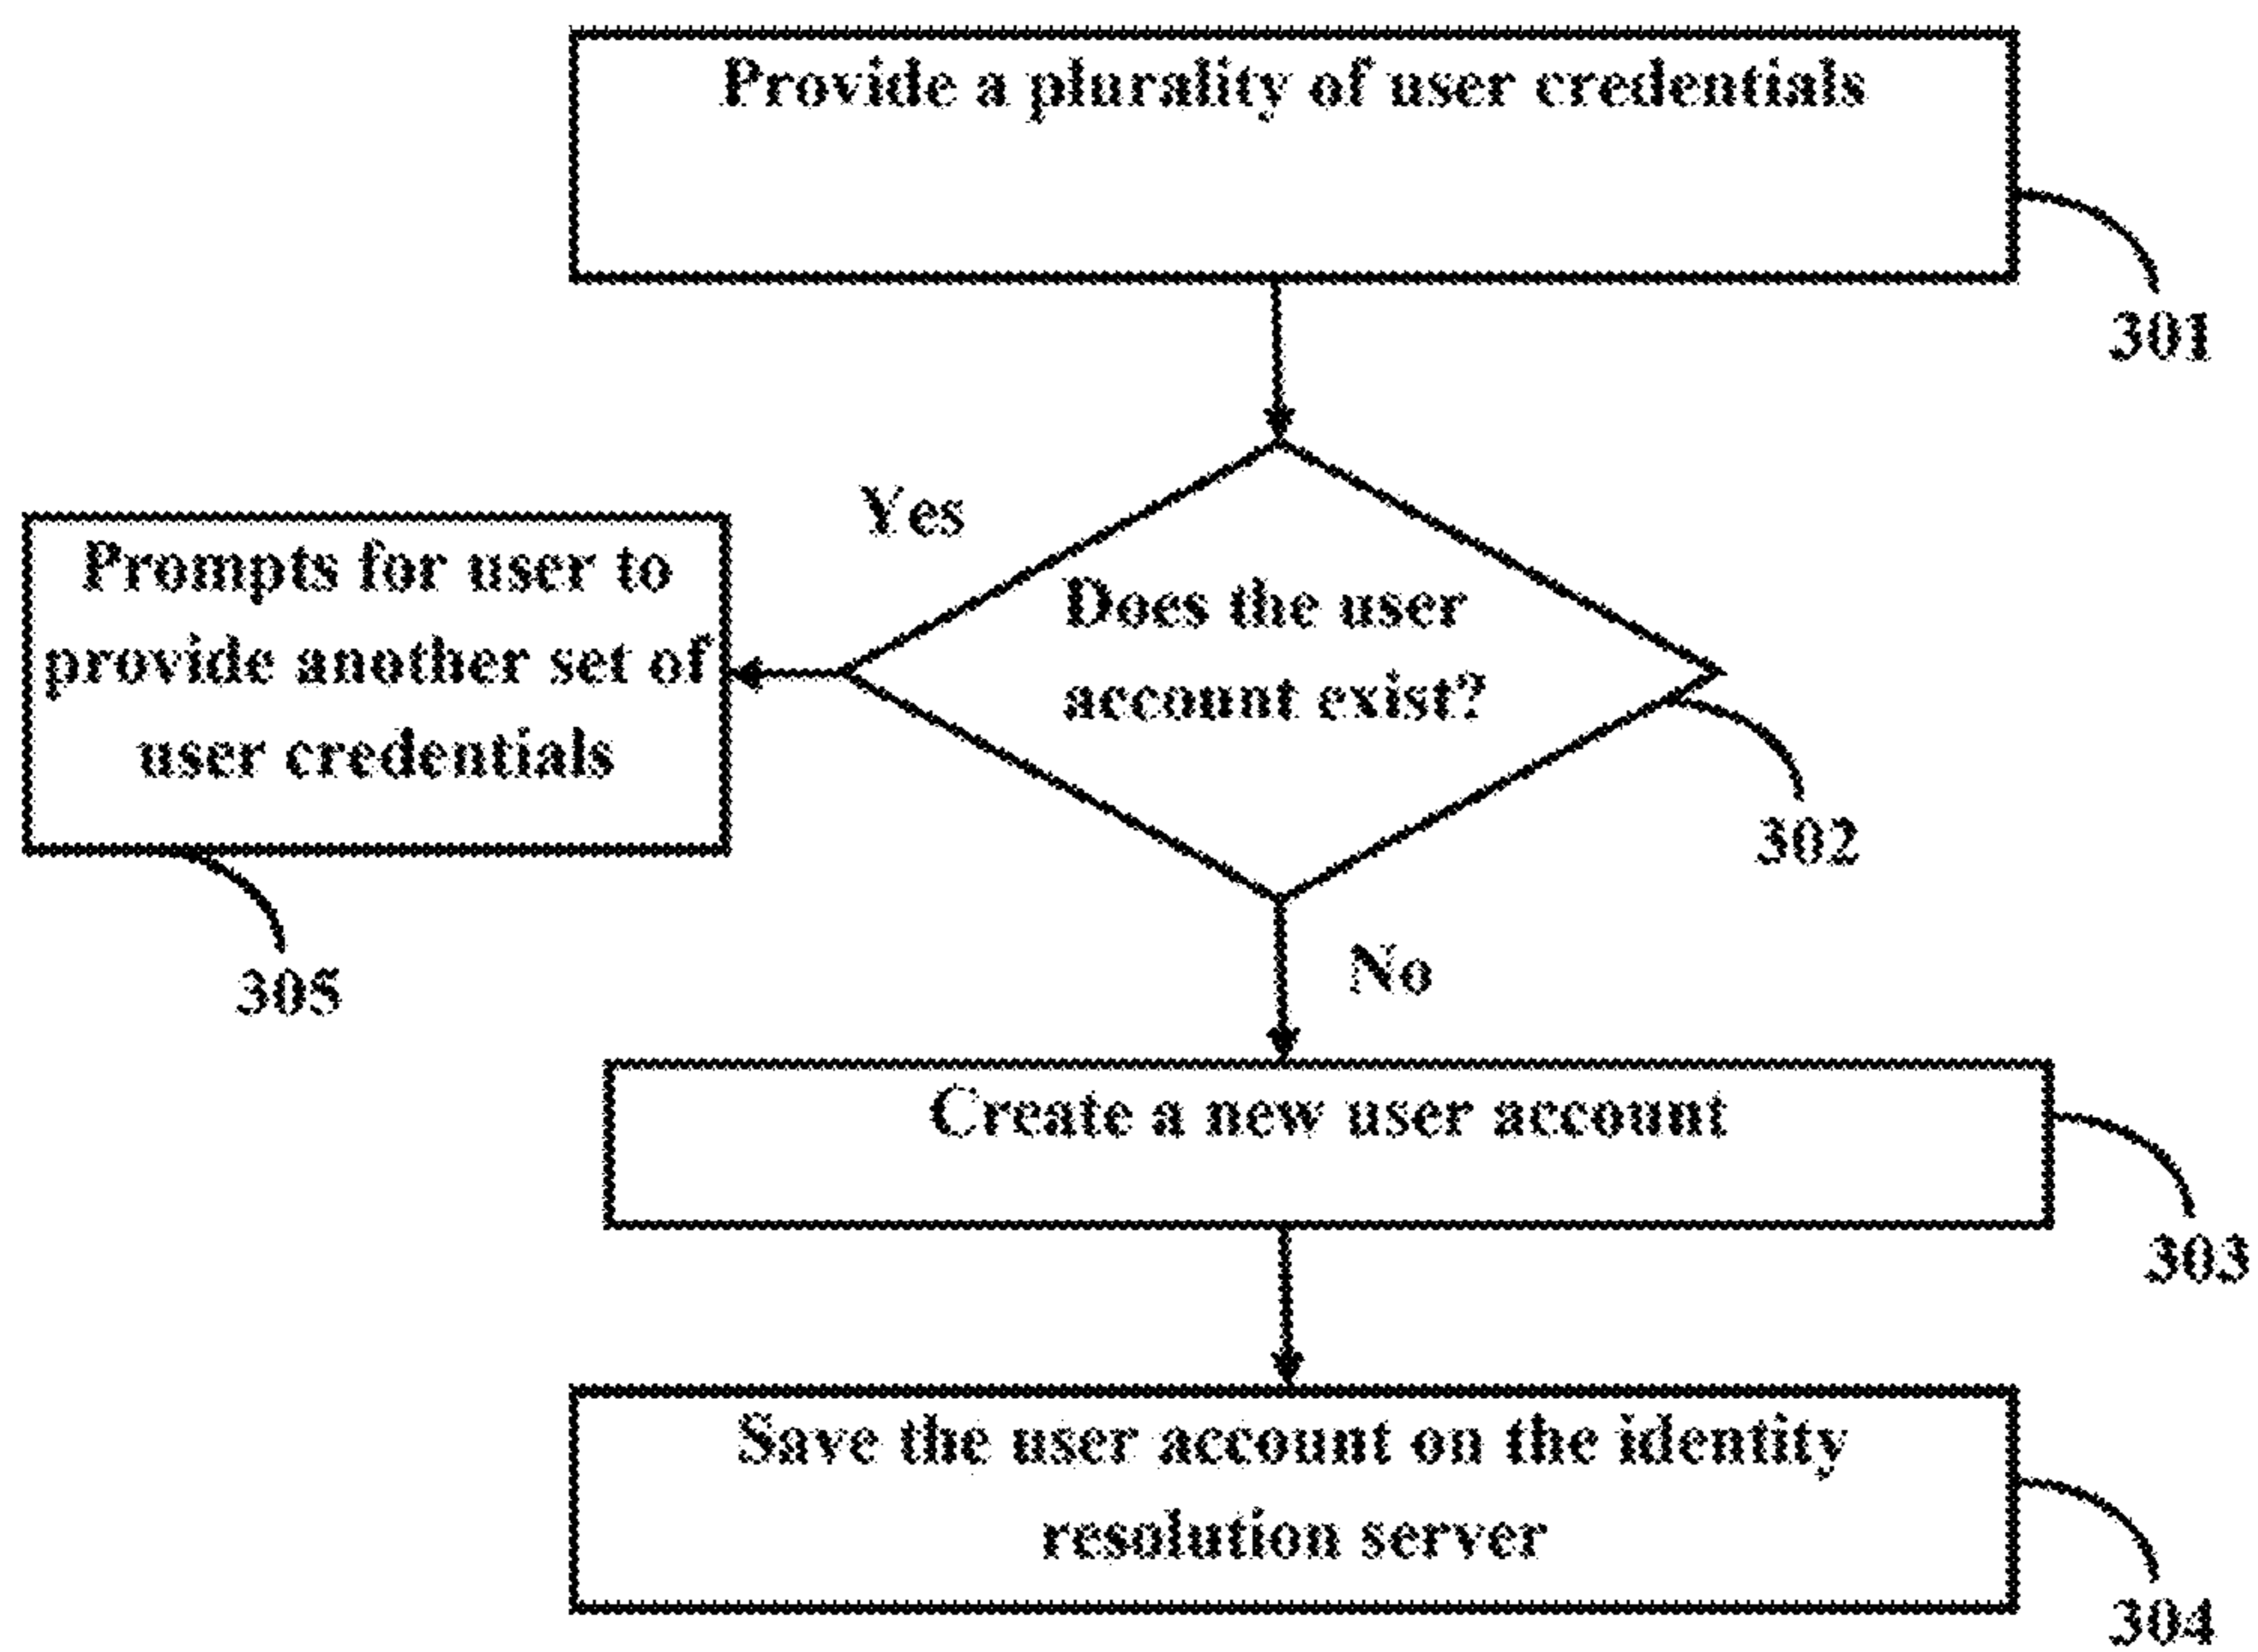 Provide a plurality of user credentials
301
Yes
Prompts for user to
provide another set of
user credentials
Does the user
account exist?
302
305
No
Create a new user account
303
Save the user account on the identity
resolution server
304